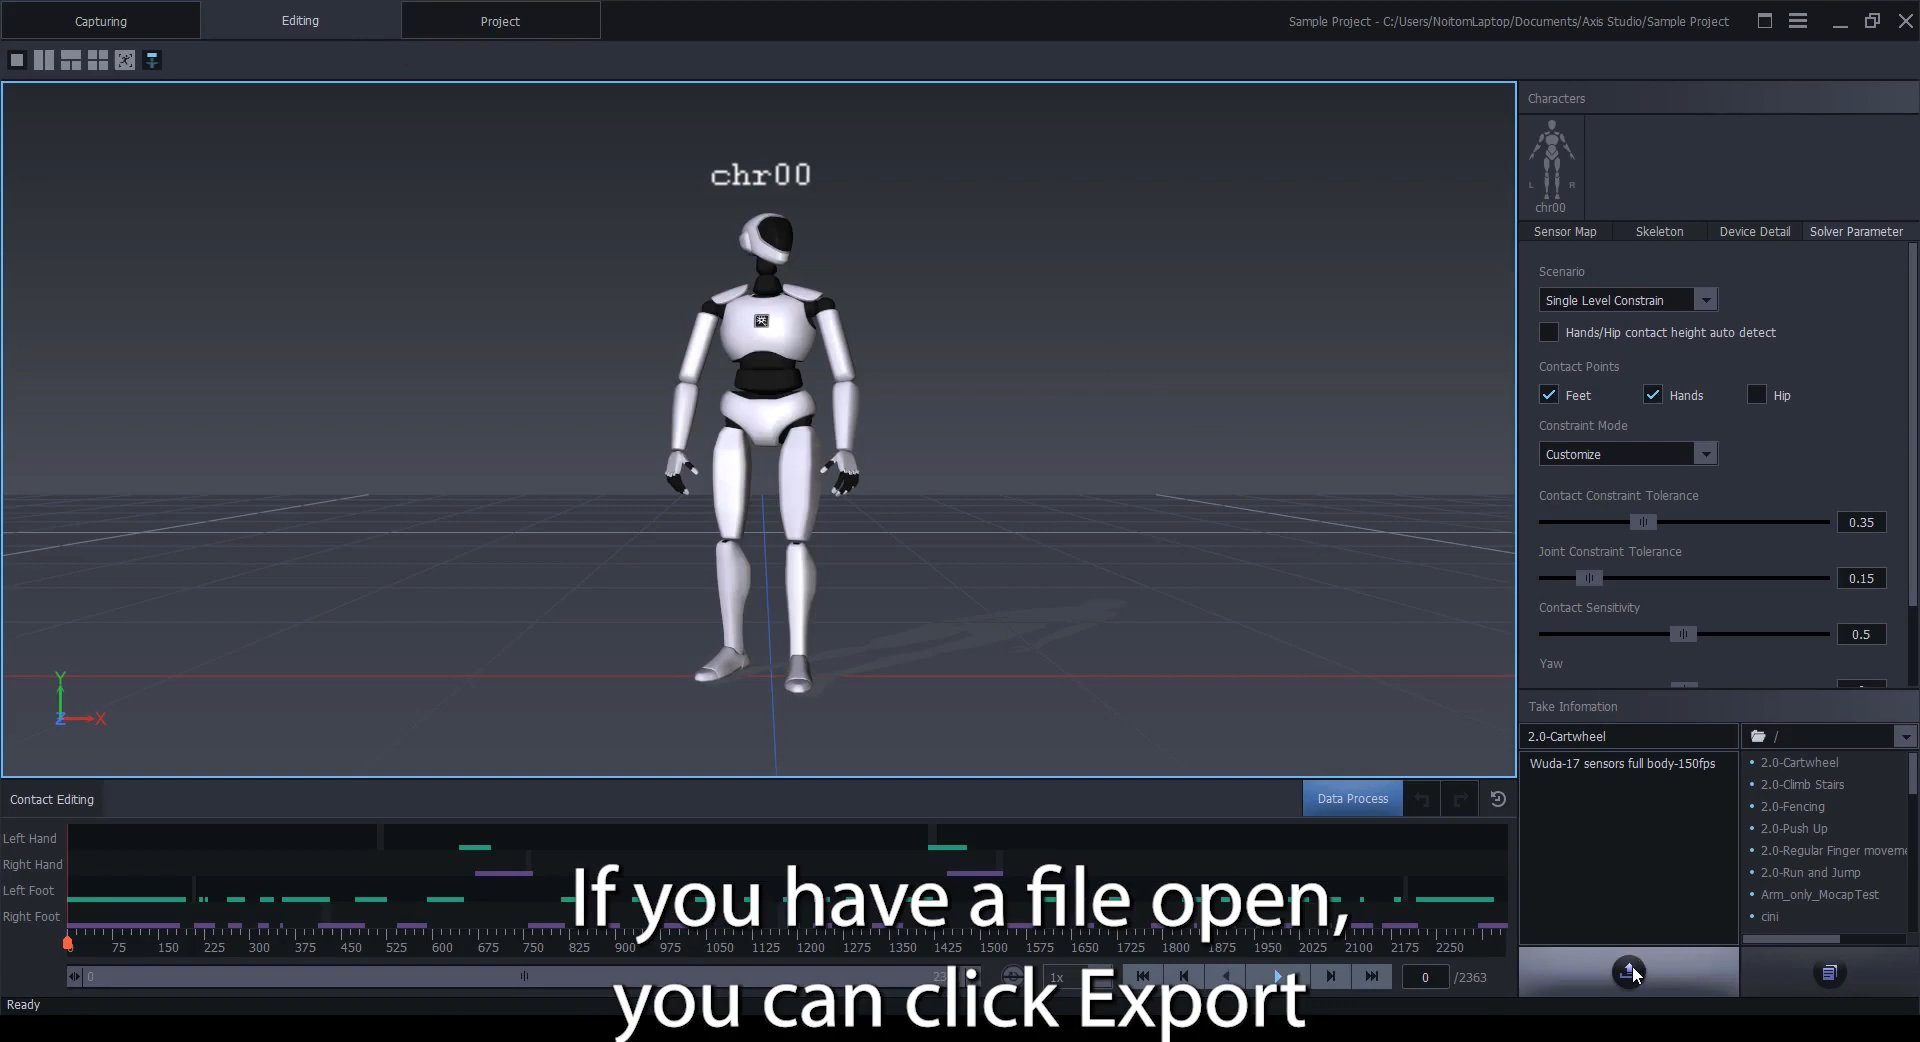 Capturing
Editing
Project
Sample Project - C:/Users/NoitomLaptop/Documents/Axis Studio/Sample Project
Characters
chr00
L R
chr00
Sensor Map Skeleton Device Detail Solver Parameter
Scenario
Single Level Constrain
Hands/Hip contact height auto detect
Contact Points
Feet Hands Hip
Constraint Mode
Customize
Contact Constraint Tolerance
0.35
Joint Constraint Tolerance
0.15
Contact Sensitivity
0.5
Yaw
Y
Z X
Take Infomation
2.0-Cartwheel
/
Wuda-17 sensors full body-150fps
2.0-Cartwheel
2.0-Climb Stairs
2.0-Fencing
2.0-Push Up
2.0-Regular Finger moveme
2.0-Run and Jump
Arm_only_MocapTest
cini
Contact Editing
Data Process
Left Hand
Right Hand
Left Foot
Right Foot
If you have a file open,
you can click Export
75 150 225 300 375 450 525 600 675 750 825 900 975 1050 1125 1200 1275 1350 1425 1500 1575 1650 1725 1800 1875 1950 2025 2100 2175 2250
0
1x
0 /2363
Ready